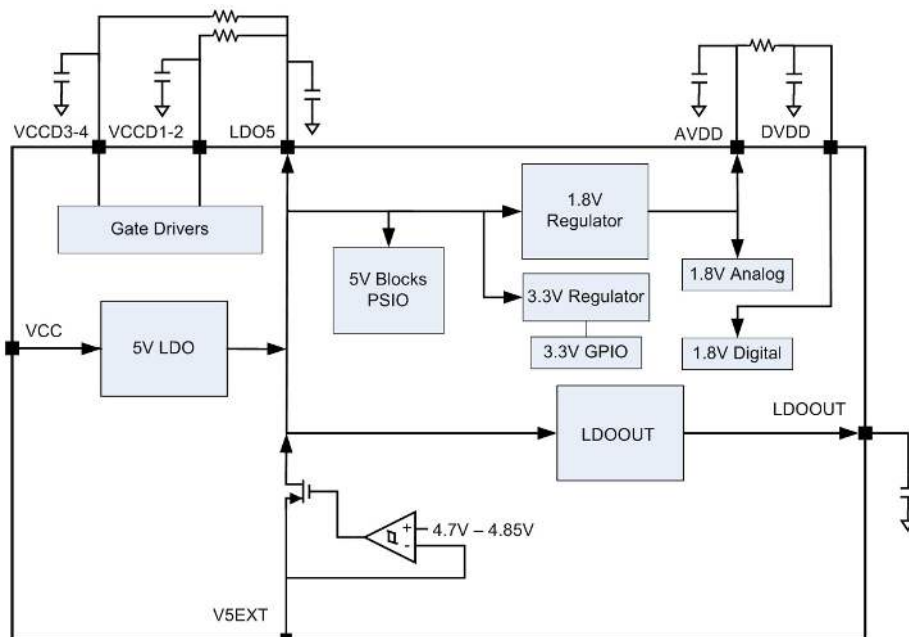 VCCD3-4
VCCD1-2
LDO5
AVDD
DVDD
Gate Drivers
1.8V
Regulator
5V Blocks
PSIO
1.8V Analog
3.3V Regulator
VCC
5V LDO
3.3V GPIO
1.8V Digital
LDOOUT
LDOOUT
+
-
4.7V – 4.85V
V5EXT